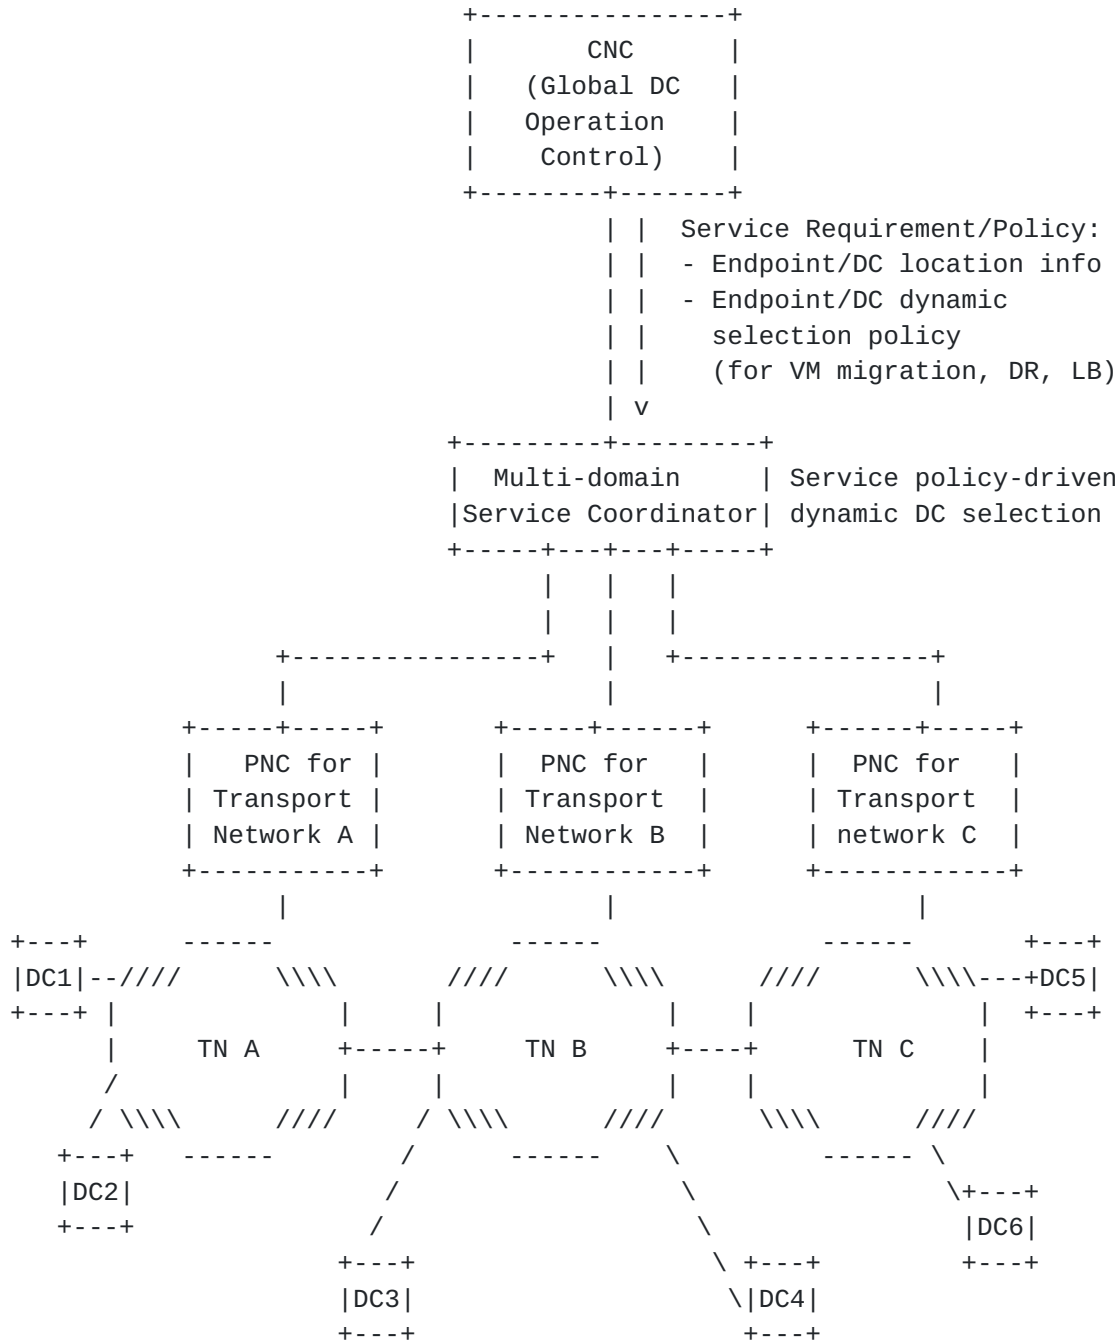 CNC
(Global DC
Operation
Control)
Service Requirement/Policy:
- Endpoint/DC location info
- Endpoint/DC dynamic
selection policy
(for VM migration, DR, LB)
v
Multi-domain
Service Coordinator
Service policy-driven
dynamic DC selection
PNC for
Transport
Network A
PNC for
Transport
Network B
PNC for
Transport
network C
DC1
DC5
TN A
TN B
TN C
DC2
DC6
DC3
DC4